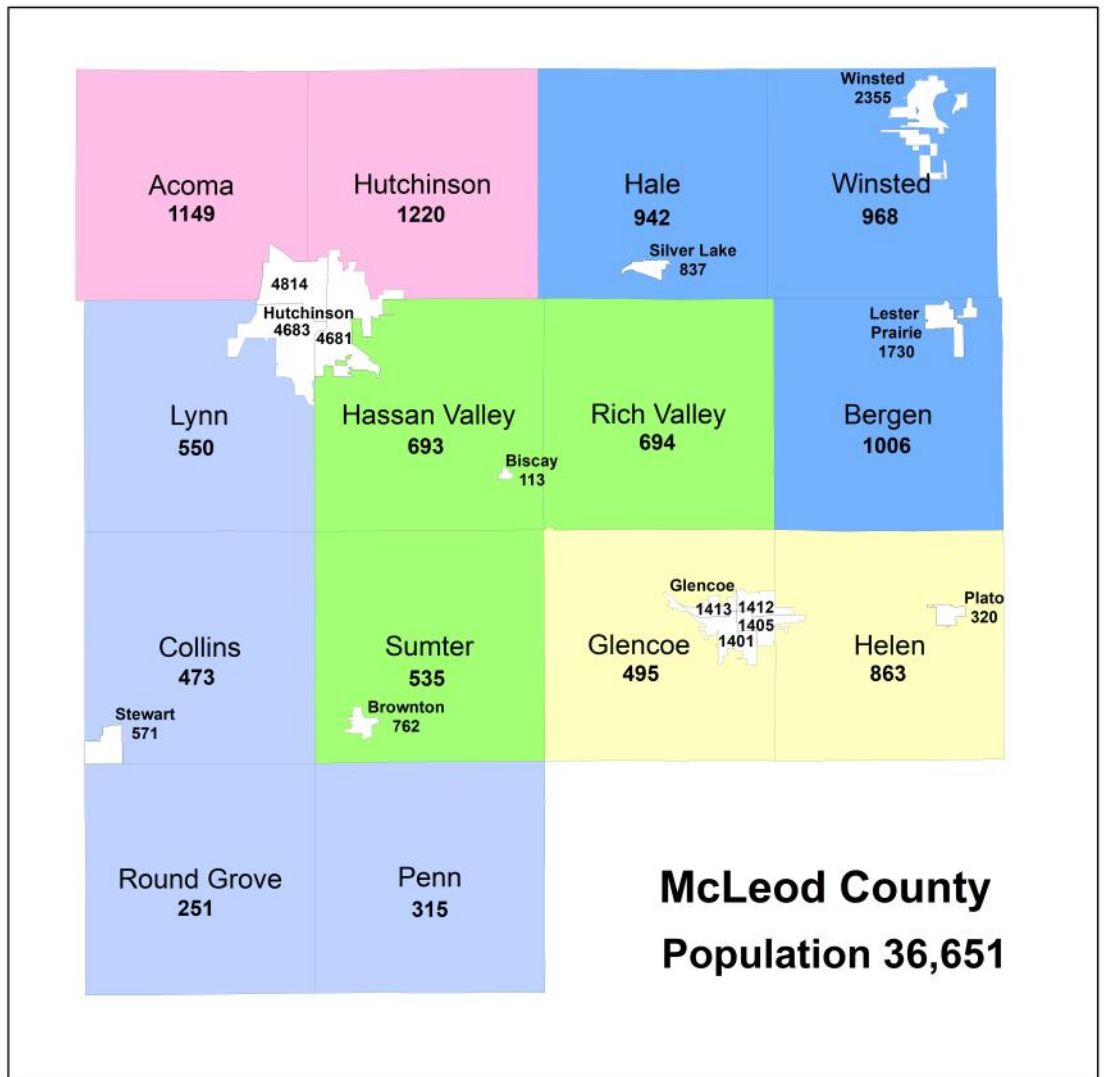 Winsted
2355
Acoma
1149
Hutchinson
1220
Hale
942
Winsted
968
Silver Lake
837
4814
Hutchinson
4683
4681
Lester
Prairie
1730
Lynn
550
Hassan Valley
693
Rich Valley
694
Bergen
1006
Biscay
113
Glencoe
1413
1412
1405
1401
Plato
320
Collins
473
Sumter
535
Glencoe
495
Helen
863
Stewart
571
Brownton
762
Round Grove
251
Penn
315
McLeod County
Population 36,651